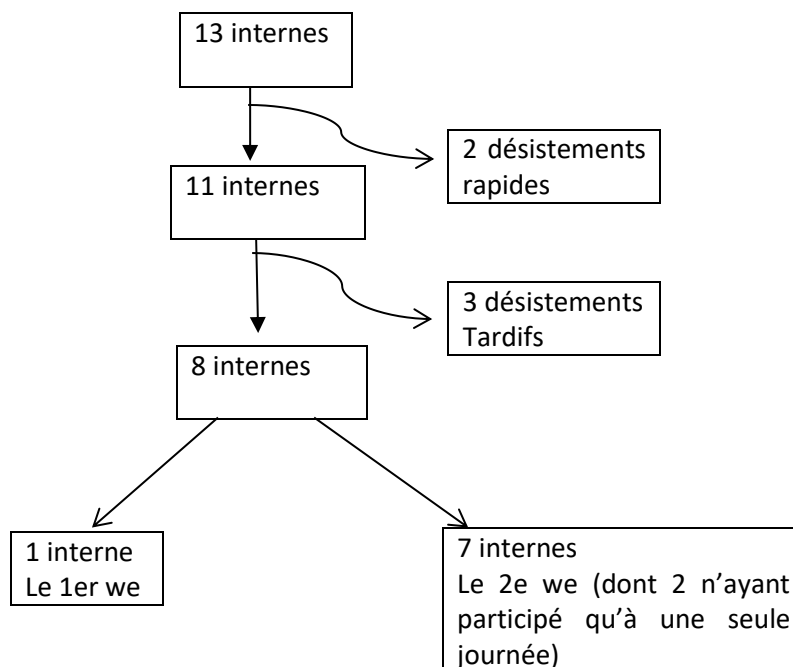 13 internes
2 désistements
rapides
11 internes
3 désistements
Tardifs
8 internes
1 interne
Le 1er we
7 internes
Le 2e we (dont 2 n'ayant
participé qu'à une seule
journée)